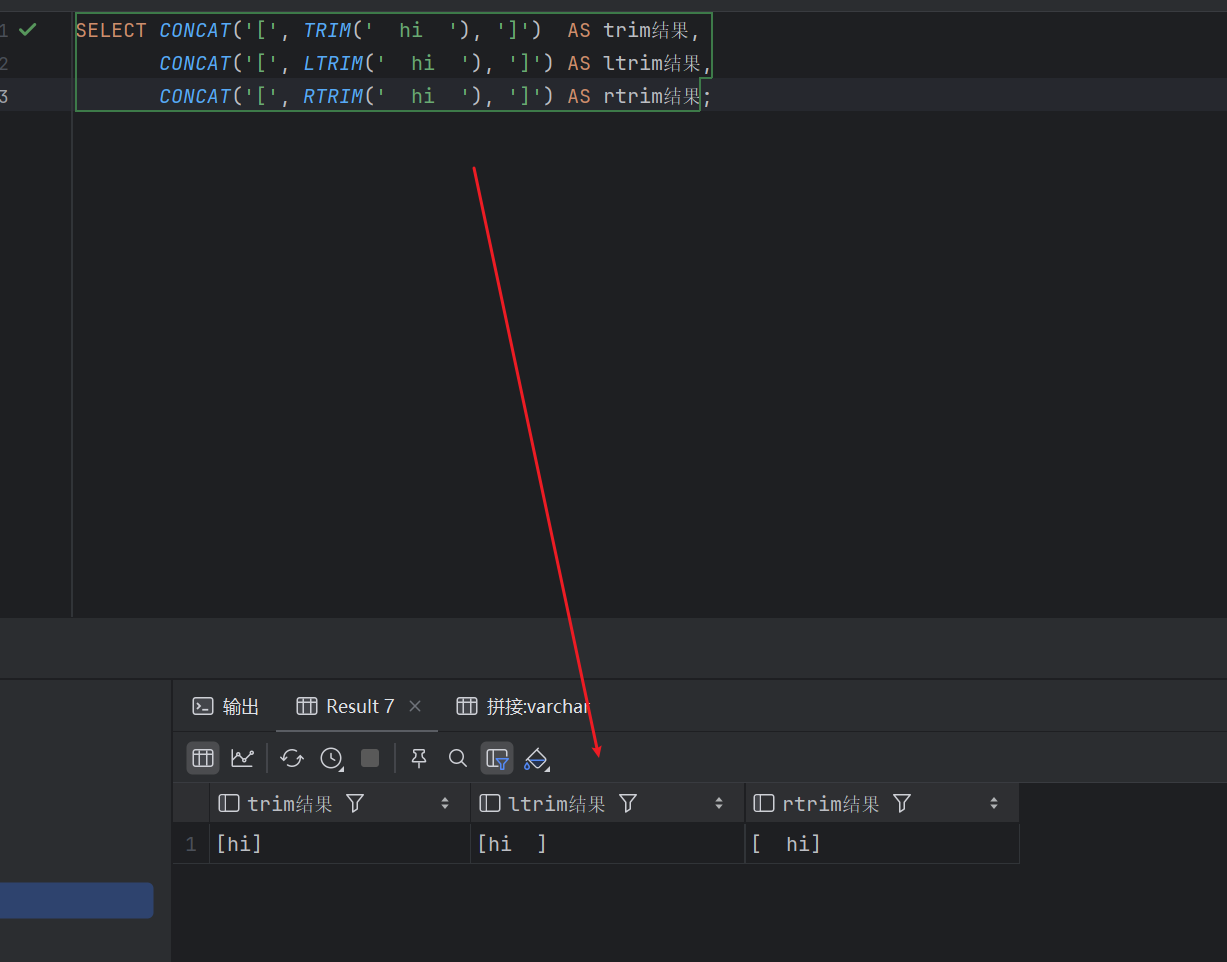 1 SELECT CONCAT('[', TRIM('  hi  '), ']')  AS trim结果,
2        CONCAT('[', LTRIM('  hi  '), ']') AS ltrim结果,
3        CONCAT('[', RTRIM('  hi  '), ']') AS rtrim结果;
输出 Result 7 拼接:varchar
trim结果 ltrim结果 rtrim结果
1 [hi] [hi  ] [  hi]